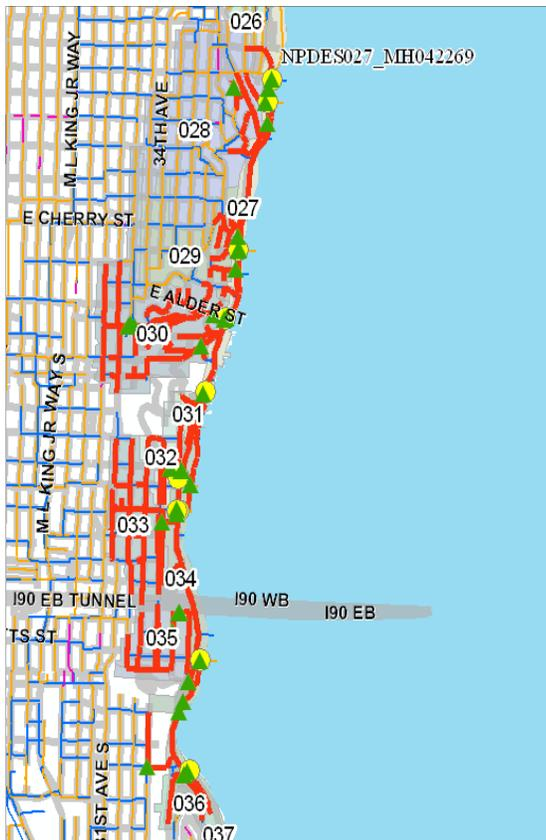 026
NPDES027_MH042269
M L KING JR WAY
34TH AVE
028
027
E CHERRY ST
029
E ALDER ST
030
M L KING JR WAY S
031
032
033
034
I90 EB TUNNEL
I90 WB
I90 EB
035
TTS ST
31ST AVE S
036
037